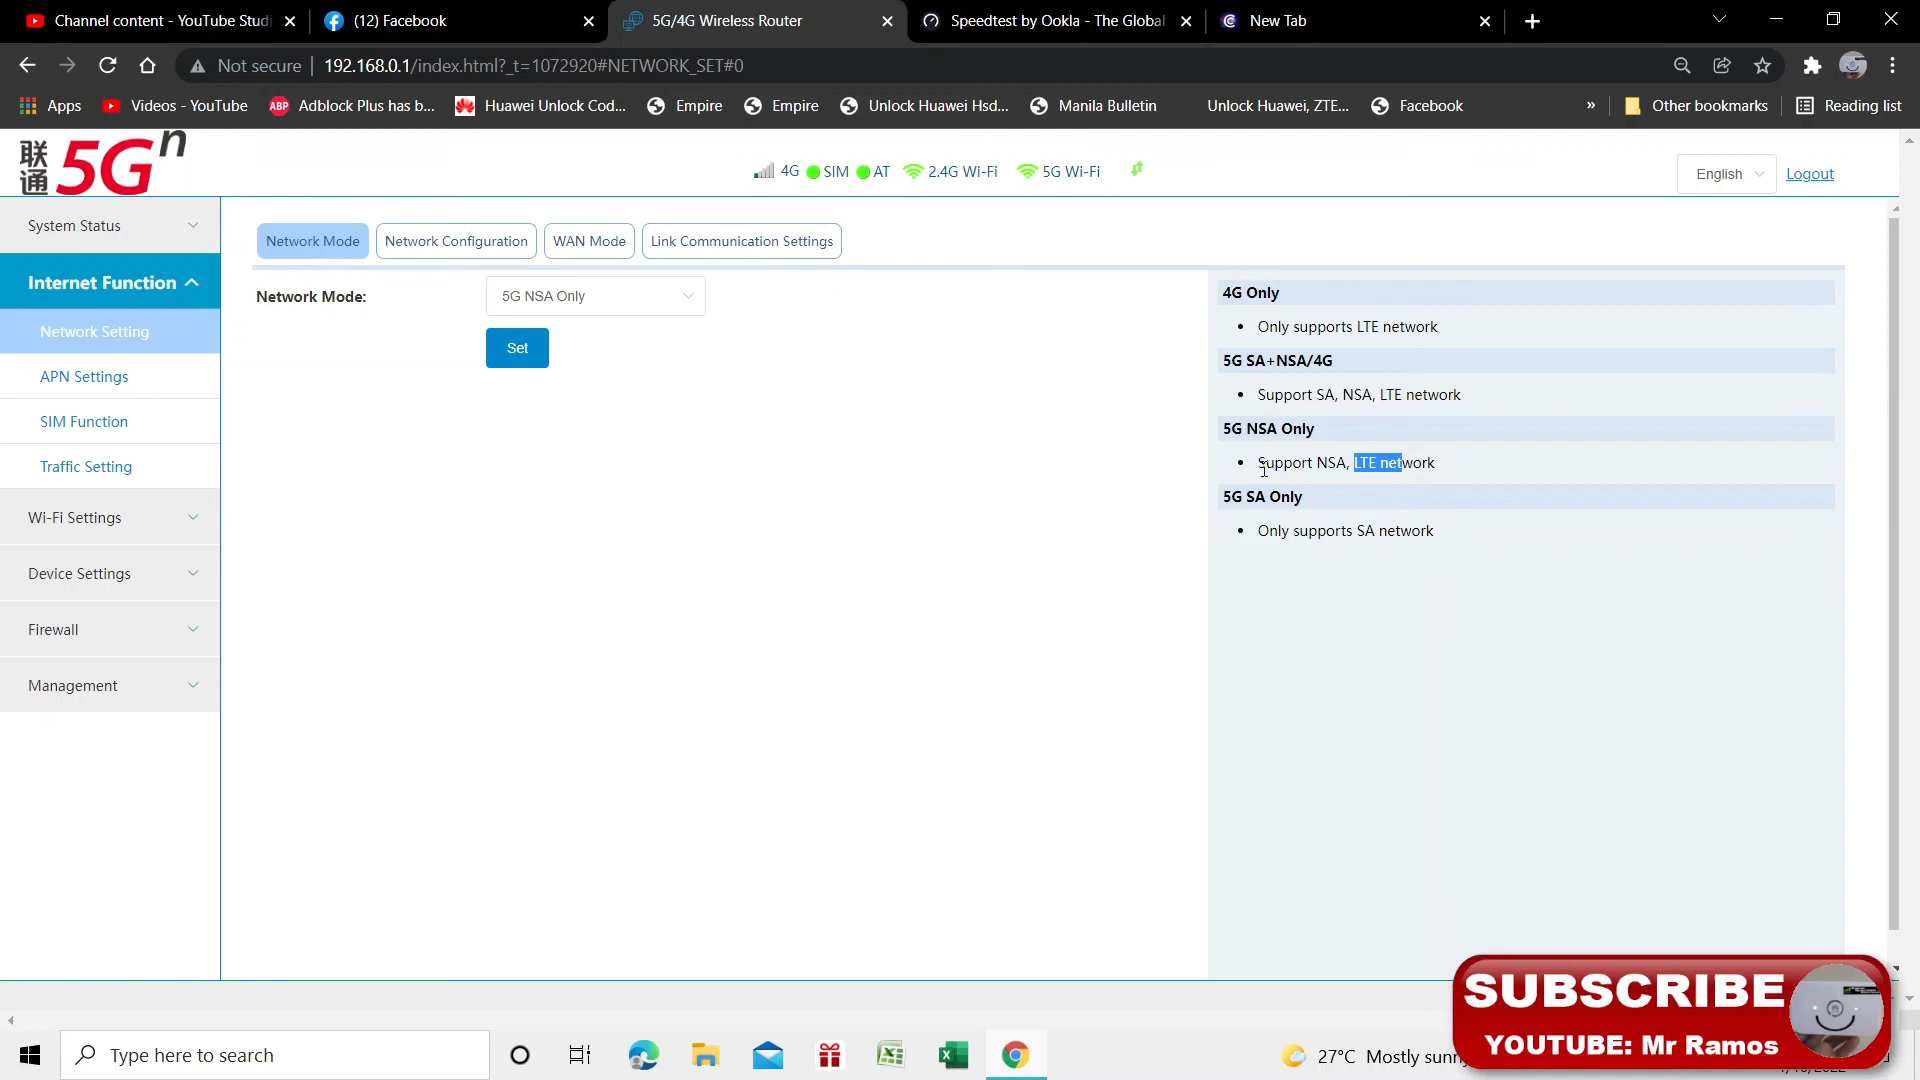 Channel content - YouTube Studi
(12) Facebook
5G/4G Wireless Router
Speedtest by Ookla - The Global
New Tab
Not secure
192.168.0.1/index.html?_t=1072920#NETWORK_SET#0
Apps
Videos - YouTube
ABP
Adblock Plus has b...
Huawei Unlock Cod...
Empire
Empire
Unlock Huawei Hsd...
Manila Bulletin
Unlock Huawei, ZTE...
Facebook
»
Other bookmarks
Reading list
联通 5Gⁿ
4G
SIM
AT
2.4G Wi-Fi
5G Wi-Fi
English
Logout
System Status
Internet Function
Network Setting
APN Settings
SIM Function
Traffic Setting
Wi-Fi Settings
Device Settings
Firewall
Management
Network Mode
Network Configuration
WAN Mode
Link Communication Settings
Network Mode:
5G NSA Only
Set
4G Only
• Only supports LTE network
5G SA+NSA/4G
• Support SA, NSA, LTE network
5G NSA Only
• Support NSA, LTE network
5G SA Only
• Only supports SA network
SUBSCRIBE
YOUTUBE: Mr Ramos
Type here to search
27°C Mostly sunn